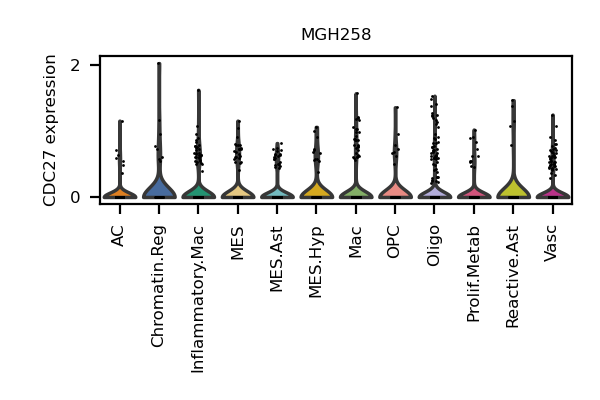 MGH258
CDC27 expression
2
0
AC
Chromatin.Reg
Inflammatory.Mac
MES
MES.Ast
MES.Hyp
Mac
OPC
Oligo
Prolif.Metab
Reactive.Ast
Vasc